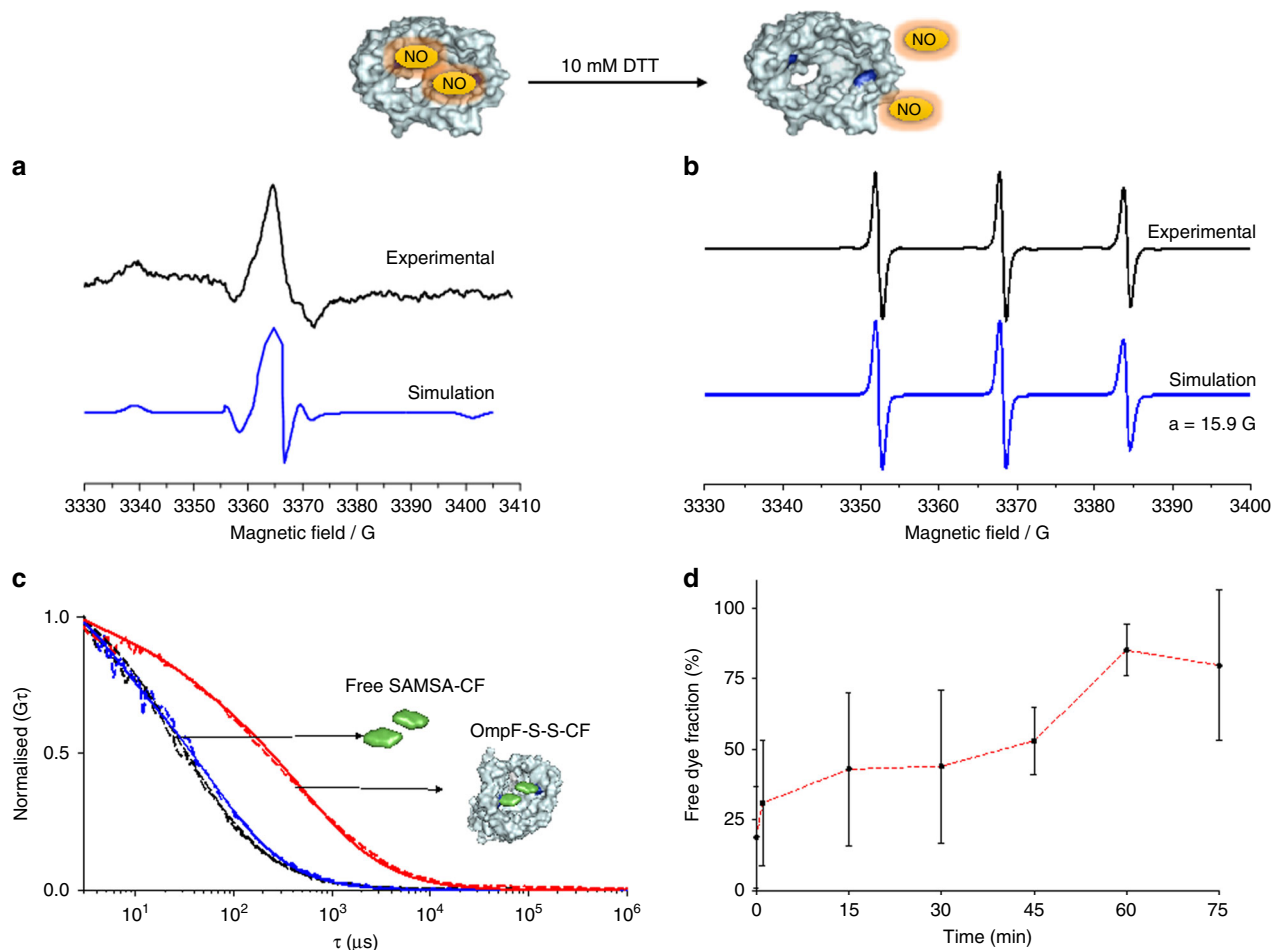 NO
NO
10 mM DTT
NO
NO
a
Experimental
Simulation
3330 3340 3350 3360 3370 3380 3390 3400 3410
Magnetic field / G
b
Experimental
Simulation
a = 15.9 G
3330 3340 3350 3360 3370 3380 3390 3400
Magnetic field / G
c
1.0
0.5
0.0
Normalised (Gτ)
Free SAMSA-CF
OmpF-S-S-CF
10¹ 10² 10³ 10⁴ 10⁵ 10⁶
τ (μs)
d
100
75
50
25
0
Free dye fraction (%)
0 15 30 45 60 75
Time (min)